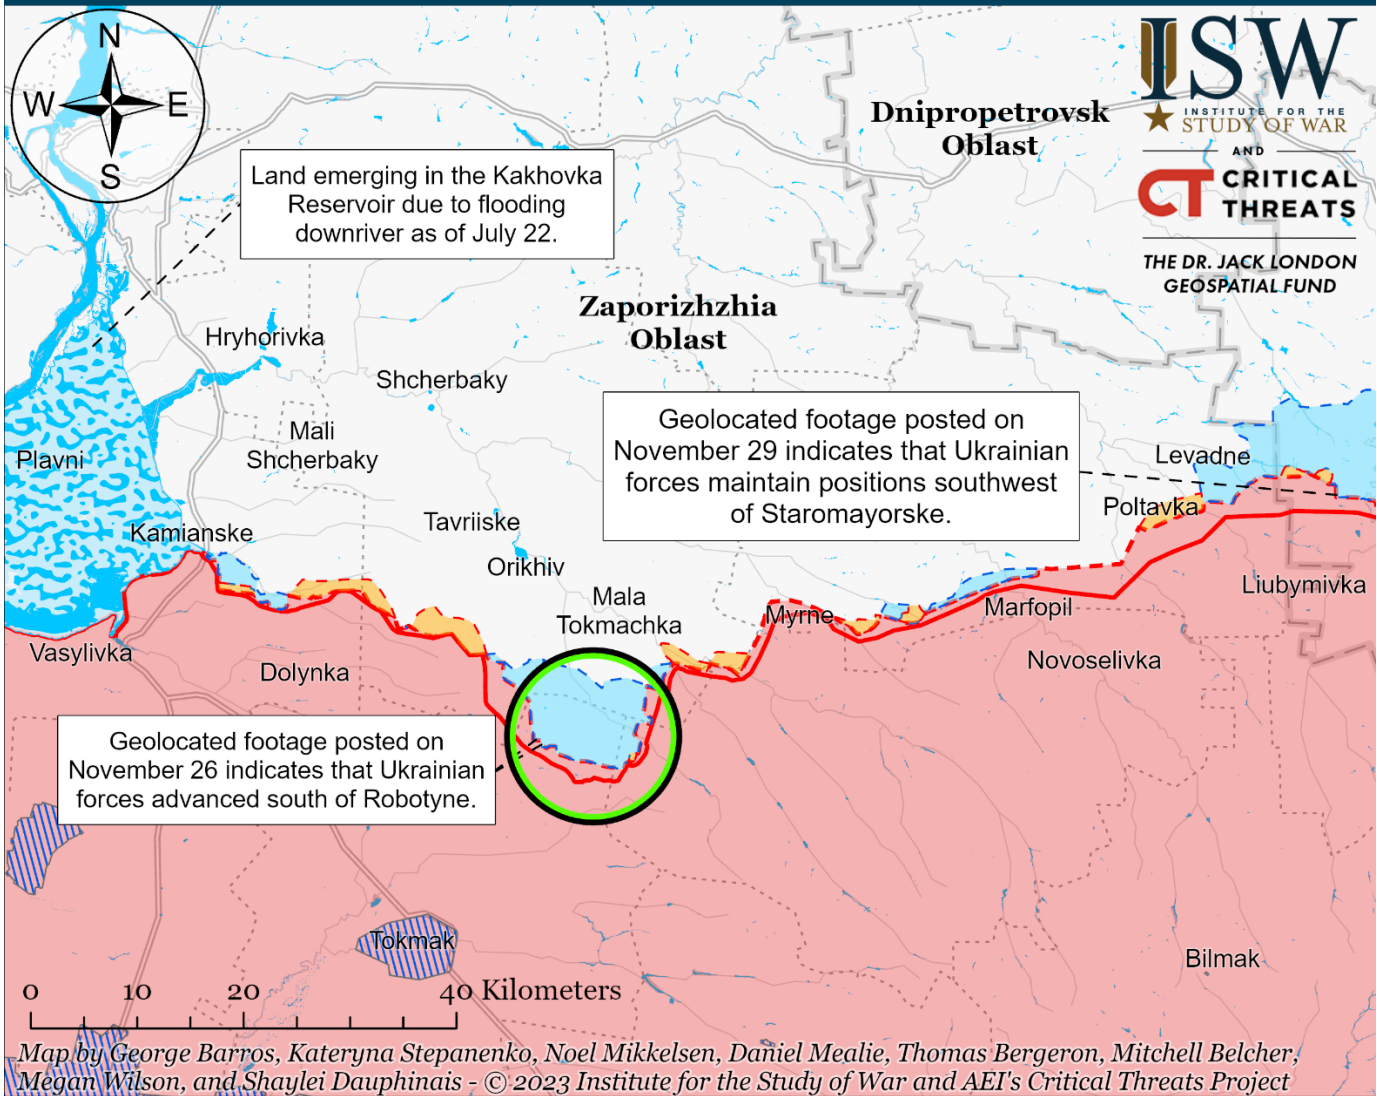 N
W
E
S
ISW
INSTITUTE FOR THE
STUDY OF WAR
AND
CT CRITICAL
THREATS
THE DR. JACK LONDON
GEOSPATIAL FUND
Dnipropetrovsk
Oblast
Land emerging in the Kakhovka
Reservoir due to flooding
downriver as of July 22.
Zaporizhzhia
Oblast
Hryhorivka
Shcherbaky
Mali
Shcherbaky
Plavni
Geolocated footage posted on
November 29 indicates that Ukrainian
forces maintain positions southwest
of Staromayorske.
Levadne
Poltavka
Kamianske
Tavriiske
Orikhiv
Mala
Tokmachka
Myrne
Marfopil
Liubymivka
Vasylivka
Dolynka
Novoselivka
Geolocated footage posted on
November 26 indicates that Ukrainian
forces advanced south of Robotyne.
Tokmak
Bilmak
0 10 20 40 Kilometers
Map by George Barros, Kateryna Stepanenko, Noel Mikkelsen, Daniel Mealie, Thomas Bergeron, Mitchell Belcher,
Megan Wilson, and Shaylei Dauphinais - © 2023 Institute for the Study of War and AEI's Critical Threats Project